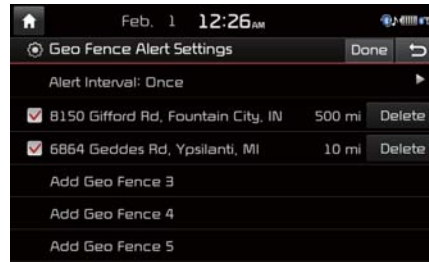 Feb. 1 12:26AM
Geo Fence Alert Settings Done
Alert Interval: Once
8150 Gifford Rd, Fountain City, IN 500 mi Delete
6864 Geddes Rd, Ypsilanti, MI 10 mi Delete
Add Geo Fence 3
Add Geo Fence 4
Add Geo Fence 5